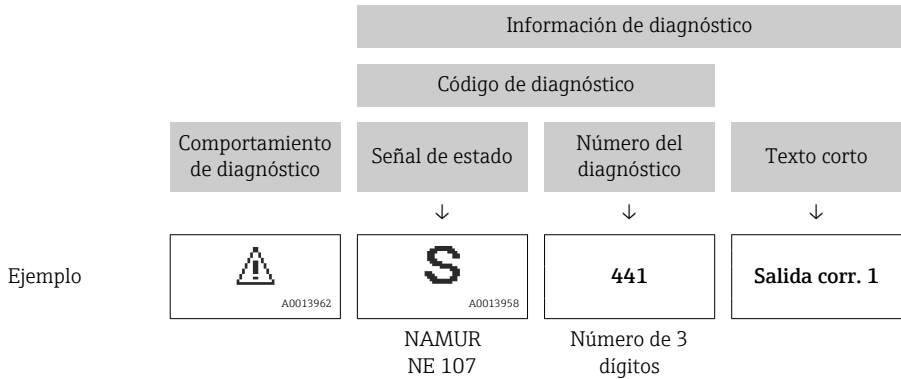 Información de diagnóstico
Código de diagnóstico
Comportamiento
de diagnóstico
Señal de estado
Número del
diagnóstico
Texto corto
↓
↓
↓
Ejemplo
A0013962
S
A0013958
441
Salida corr. 1
NAMUR
NE 107
Número de 3
dígitos